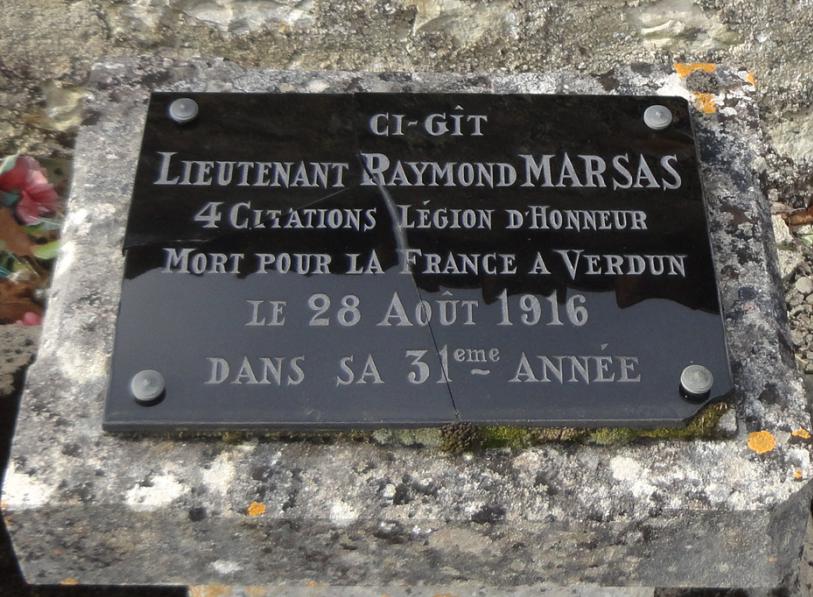 CI-GÎT
LIEUTENANT RAYMOND MARSAS
4 CITATIONS LÉGION D'HONNEUR
MORT POUR LA FRANCE A VERDUN
LE 28 AOÛT 1916
DANS SA 31eme ANNÉE